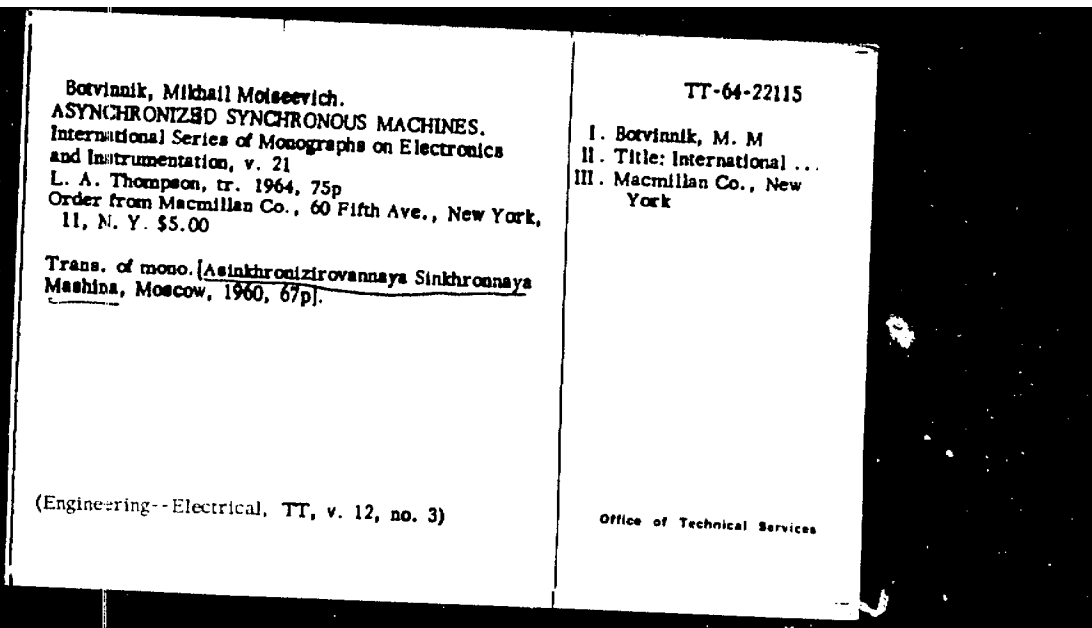 Botvinnik, Mikhail Moiseevich.
ASYNCHRONIZED SYNCHRONOUS MACHINES.
International Series of Monographs on Electronics
and Instrumentation, v. 21
L. A. Thompson, tr. 1964, 75p
Order from Macmillan Co., 60 Fifth Ave., New York,
11, N. Y. $5.00
Trans. of mono. [Asinkhronizirovannaya Sinkhronnaya
Mashina, Moscow, 1960, 67p].
(Engineering--Electrical, TT, v. 12, no. 3)
TT-64-22115
I. Botvinnik, M. M
II. Title: International ...
III. Macmillan Co., New
York
Office of Technical Services